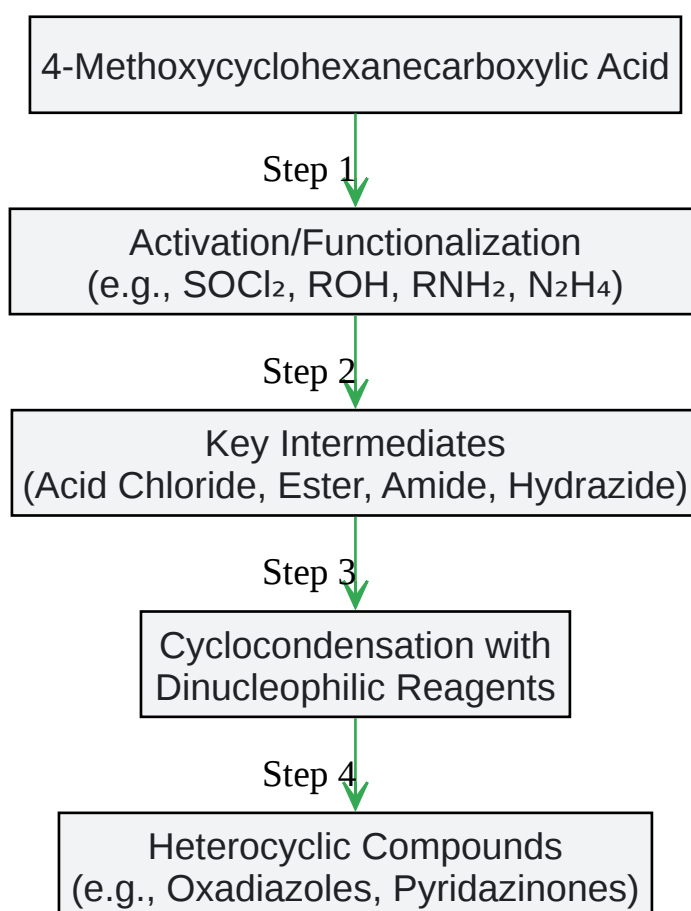 4-Methoxycyclohexanecarboxylic Acid
Step 1
Activation/Functionalization
(e.g., SOCl₂, ROH, RNH₂, N₂H₄)
Step 2
Key Intermediates
(Acid Chloride, Ester, Amide, Hydrazide)
Step 3
Cyclocondensation with
Dinucleophilic Reagents
Step 4
Heterocyclic Compounds
(e.g., Oxadiazoles, Pyridazinones)